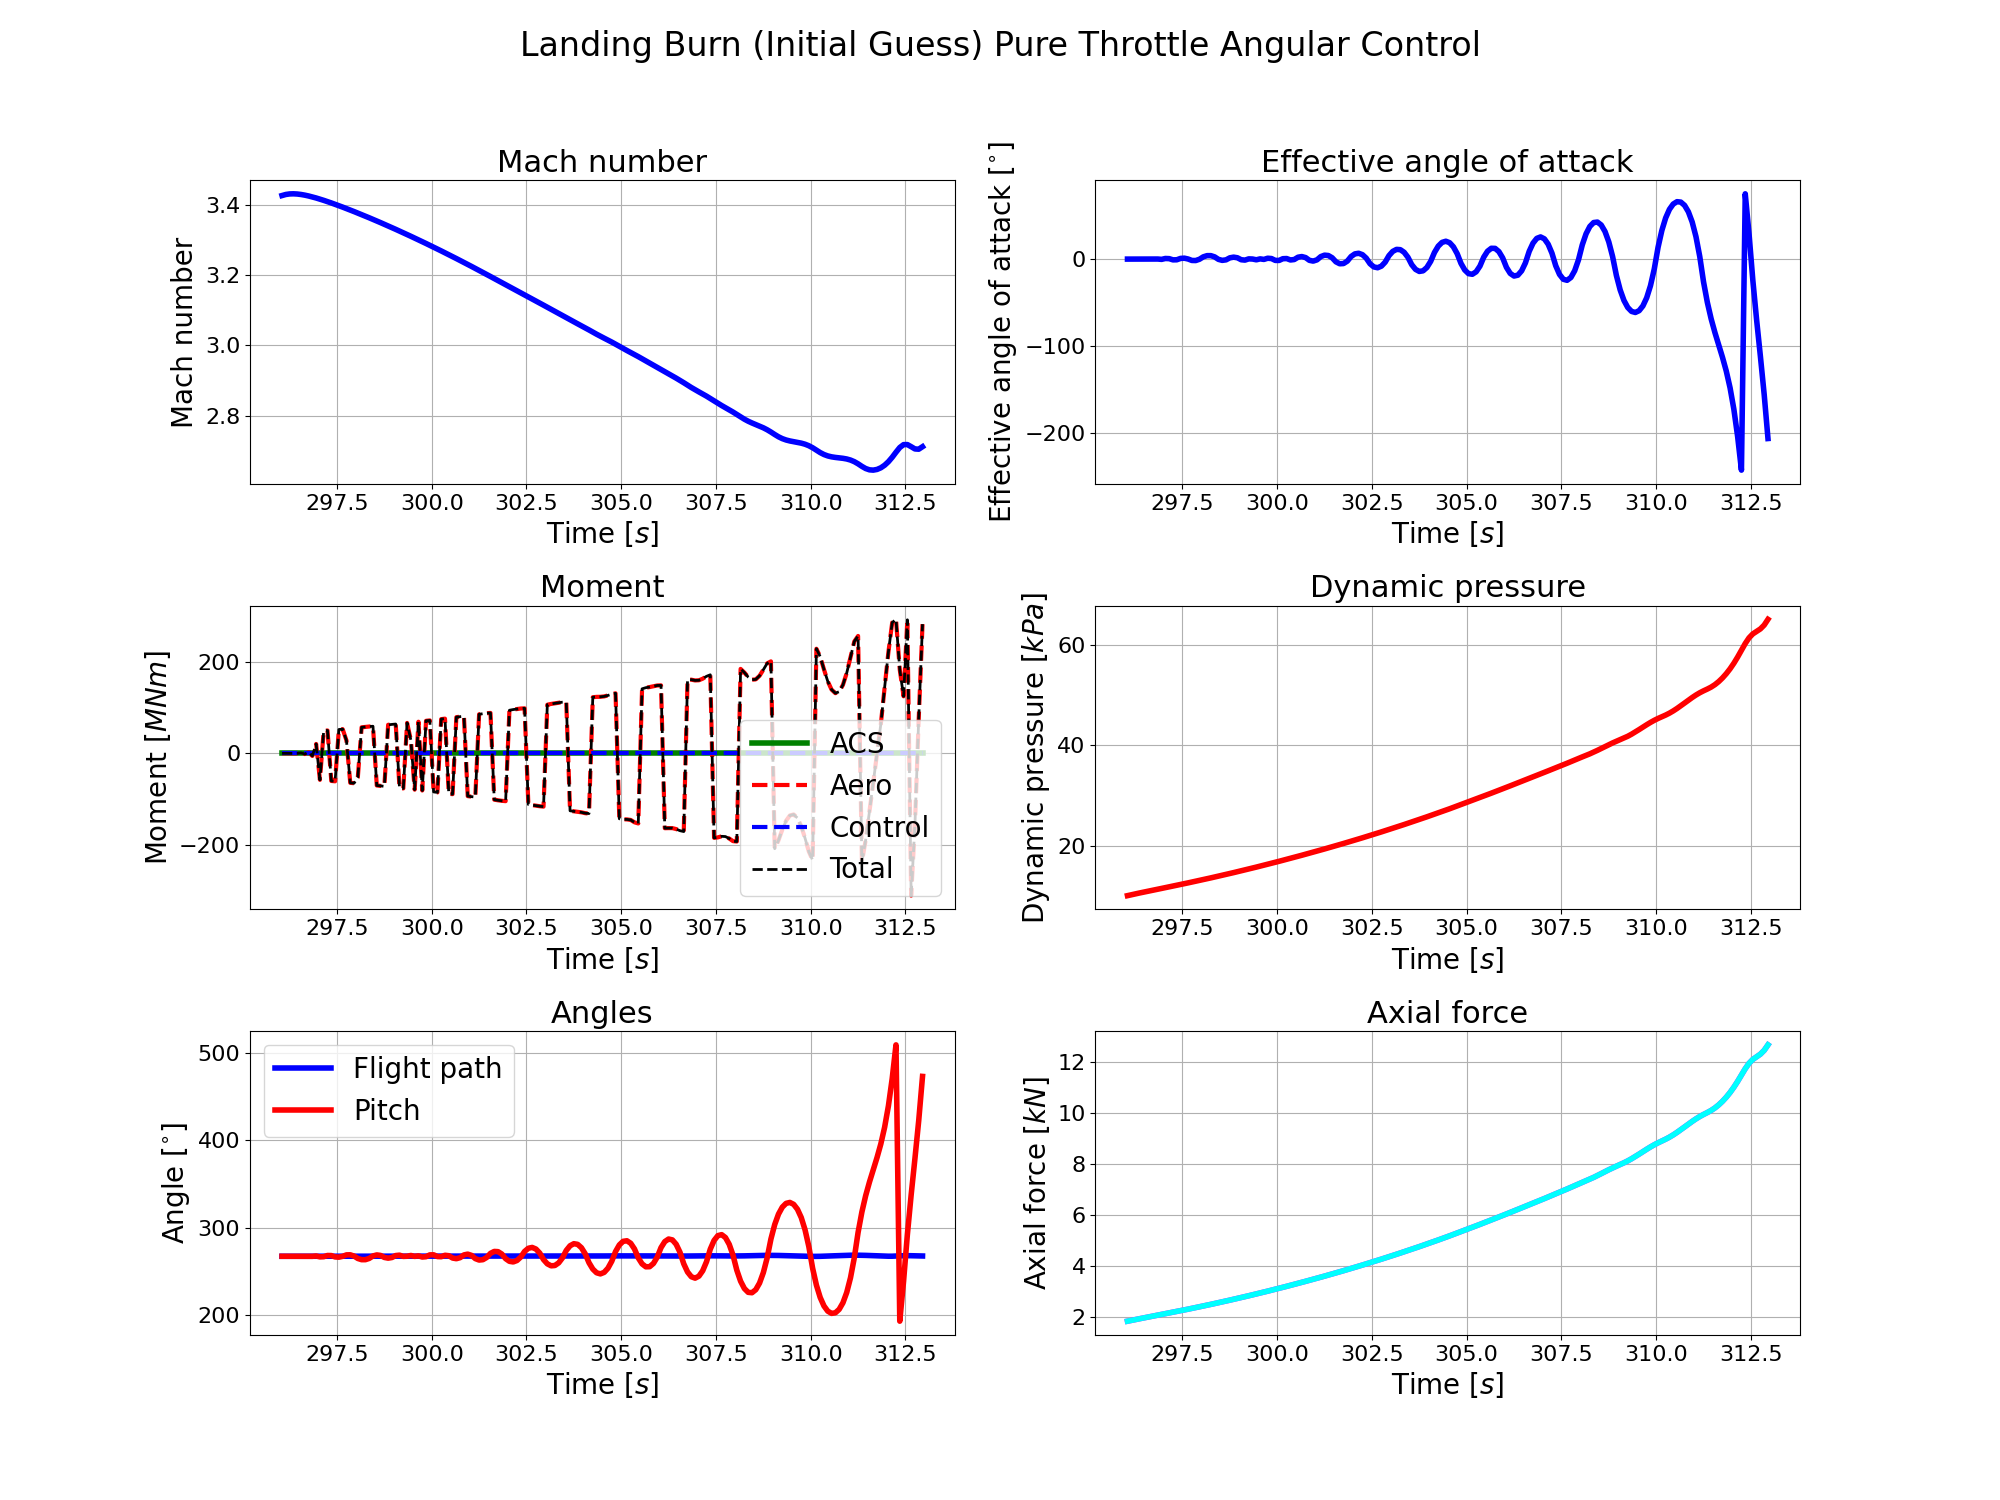 Landing Burn (Initial Guess) Pure Throttle Angular Control
Mach number
Mach number
3.4
3.2
3.0
2.8
297.5 300.0 302.5 305.0 307.5 310.0 312.5
Time [s]
Effective angle of attack
Effective angle of attack [°]
0
−100
−200
297.5 300.0 302.5 305.0 307.5 310.0 312.5
Time [s]
Moment
Moment [MNm]
200
0
−200
ACS
Aero
Control
Total
297.5 300.0 302.5 305.0 307.5 310.0 312.5
Time [s]
Dynamic pressure
Dynamic pressure [kPa]
60
40
20
297.5 300.0 302.5 305.0 307.5 310.0 312.5
Time [s]
Angles
Angle [°]
500
400
300
200
Flight path
Pitch
297.5 300.0 302.5 305.0 307.5 310.0 312.5
Time [s]
Axial force
Axial force [kN]
12
10
8
6
4
2
297.5 300.0 302.5 305.0 307.5 310.0 312.5
Time [s]